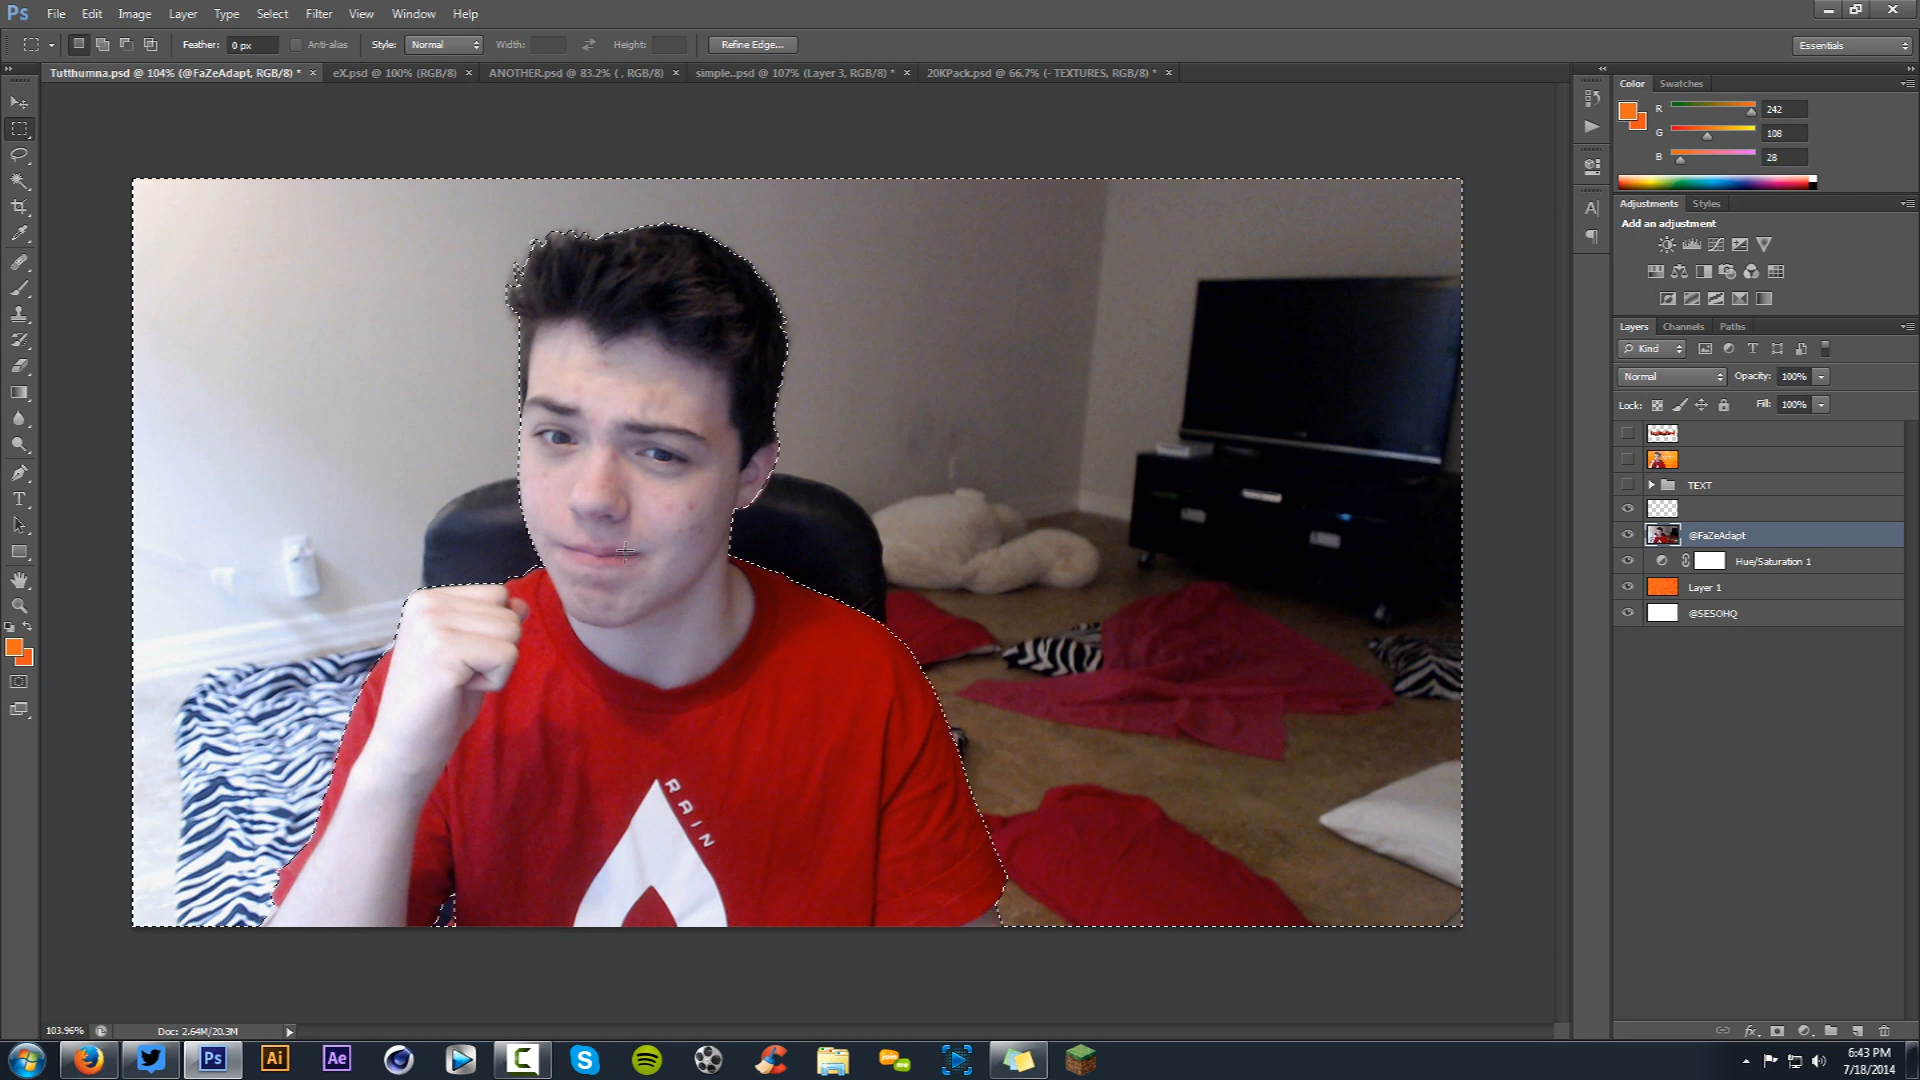 Ps File Edit Image Layer Type Select Filter View Window Help
Feather: 0 px Anti-alias Style: Normal Width: Height: Refine Edge... Essentials
Tutthumna.psd @ 104% (@FaZeAdapt, RGB/8) * eX.psd @ 100% (RGB/8) ANOTHER.psd @ 83.2% ( , RGB/8) simple..psd @ 107% (Layer 3, RGB/8) * 20KPack.psd @ 66.7% (- TEXTURES, RGB/8) *
Color Swatches
R 242
G 108
B 28
Adjustments Styles
Add an adjustment
Layers Channels Paths
Kind
Normal Opacity: 100%
Lock: Fill: 100%
TEXT
@FaZeAdapt
Hue/Saturation 1
Layer 1
@SESOHQ
RAIN
103.96% Doc: 2.64M/20.3M
Ps Ai Ae
join me
6:43 PM
7/18/2014